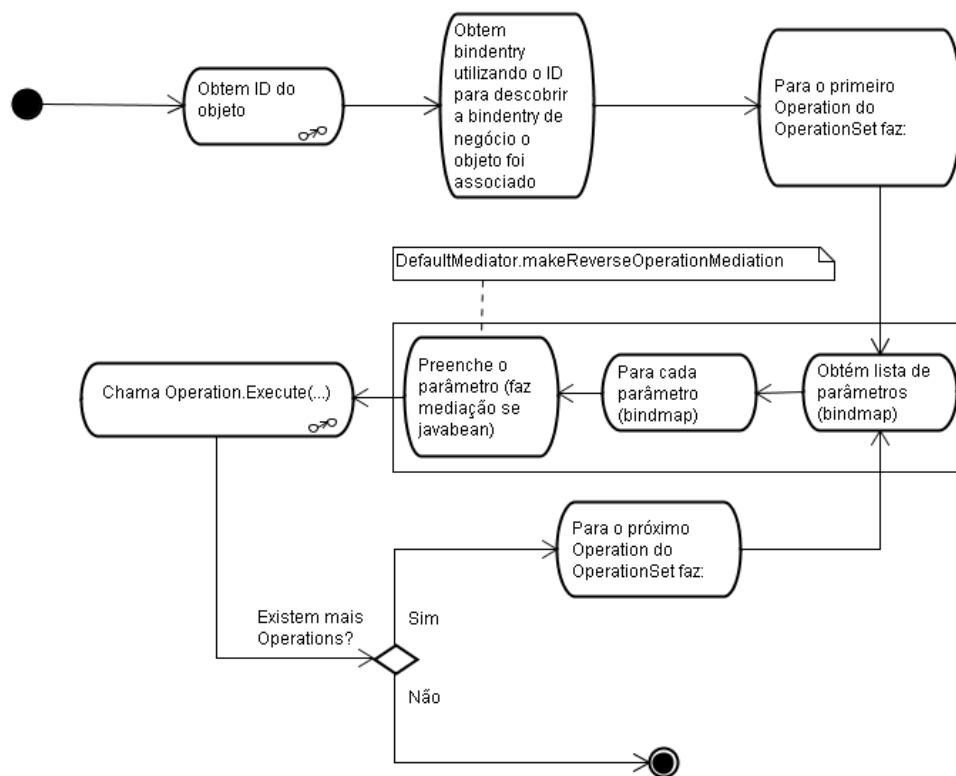 Obtem ID do
objeto
Obtem
bindentry
utilizando o ID
para descobrir
a bindentry de
negócio o
objeto foi
associado
Para o primeiro
Operation do
OperationSet faz:
DefaultMediator.makeReverseOperationMediation
Chama Operation.Execute(...)
Preenche o
parâmetro (faz
mediação se
javabean)
Para cada
parâmetro
(bindmap)
Obtém lista de
parâmetros
(bindmap)
Para o próximo
Operation do
OperationSet faz:
Existem mais
Operations?
Sim
Não